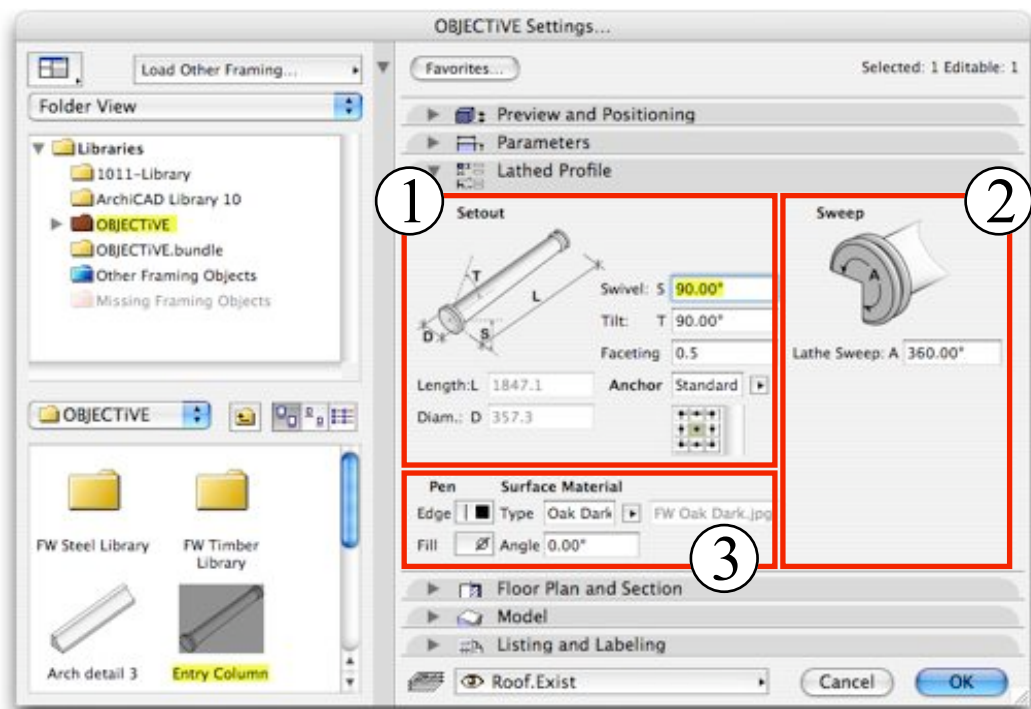 OBJECTiVE Settings...
Load Other Framing...
Folder View
Libraries
1011-Library
ArchiCAD Library 10
OBJECTiVE
OBJECTiVE.bundle
Other Framing Objects
Missing Framing Objects
OBJECTiVE
FW Steel Library
FW Timber
Library
Arch detail 3
Entry Column
Favorites...
Selected: 1 Editable: 1
Preview and Positioning
Parameters
Lathed Profile
1
Setout
T
L
D
S
Swivel: S 90.00°
Tilt: T 90.00°
Faceting 0.5
Length:L 1847.1
Anchor Standard
Diam.: D 357.3
2
Sweep
A
Lathe Sweep: A 360.00°
Pen Surface Material
Edge Type Oak Dark FW Oak Dark.jpg
Fill Angle 0.00°
3
Floor Plan and Section
Model
Listing and Labeling
Roof.Exist
Cancel
OK